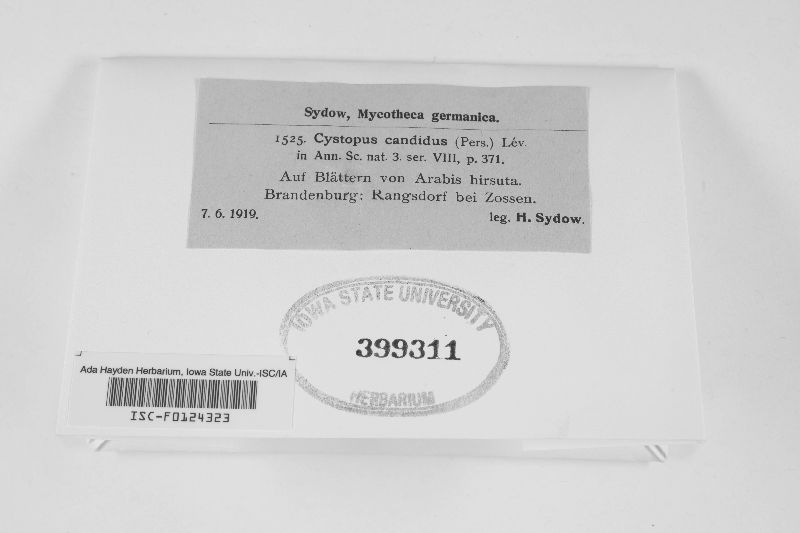 Sydow, Mycotheca germanica.
1525. Cystopus candidus (Pers.) Lév.
in Ann. Sc. nat. 3. ser. VIII, p. 371.
Auf Blättern von Arabis hirsuta.
Brandenburg: Rangsdorf bei Zossen.
7. 6. 1919. leg. H. Sydow.
IOWA STATE UNIVERSITY
399311
HERBARIUM
Ada Hayden Herbarium, Iowa State Univ.-ISC/IA
ISC-F0124323